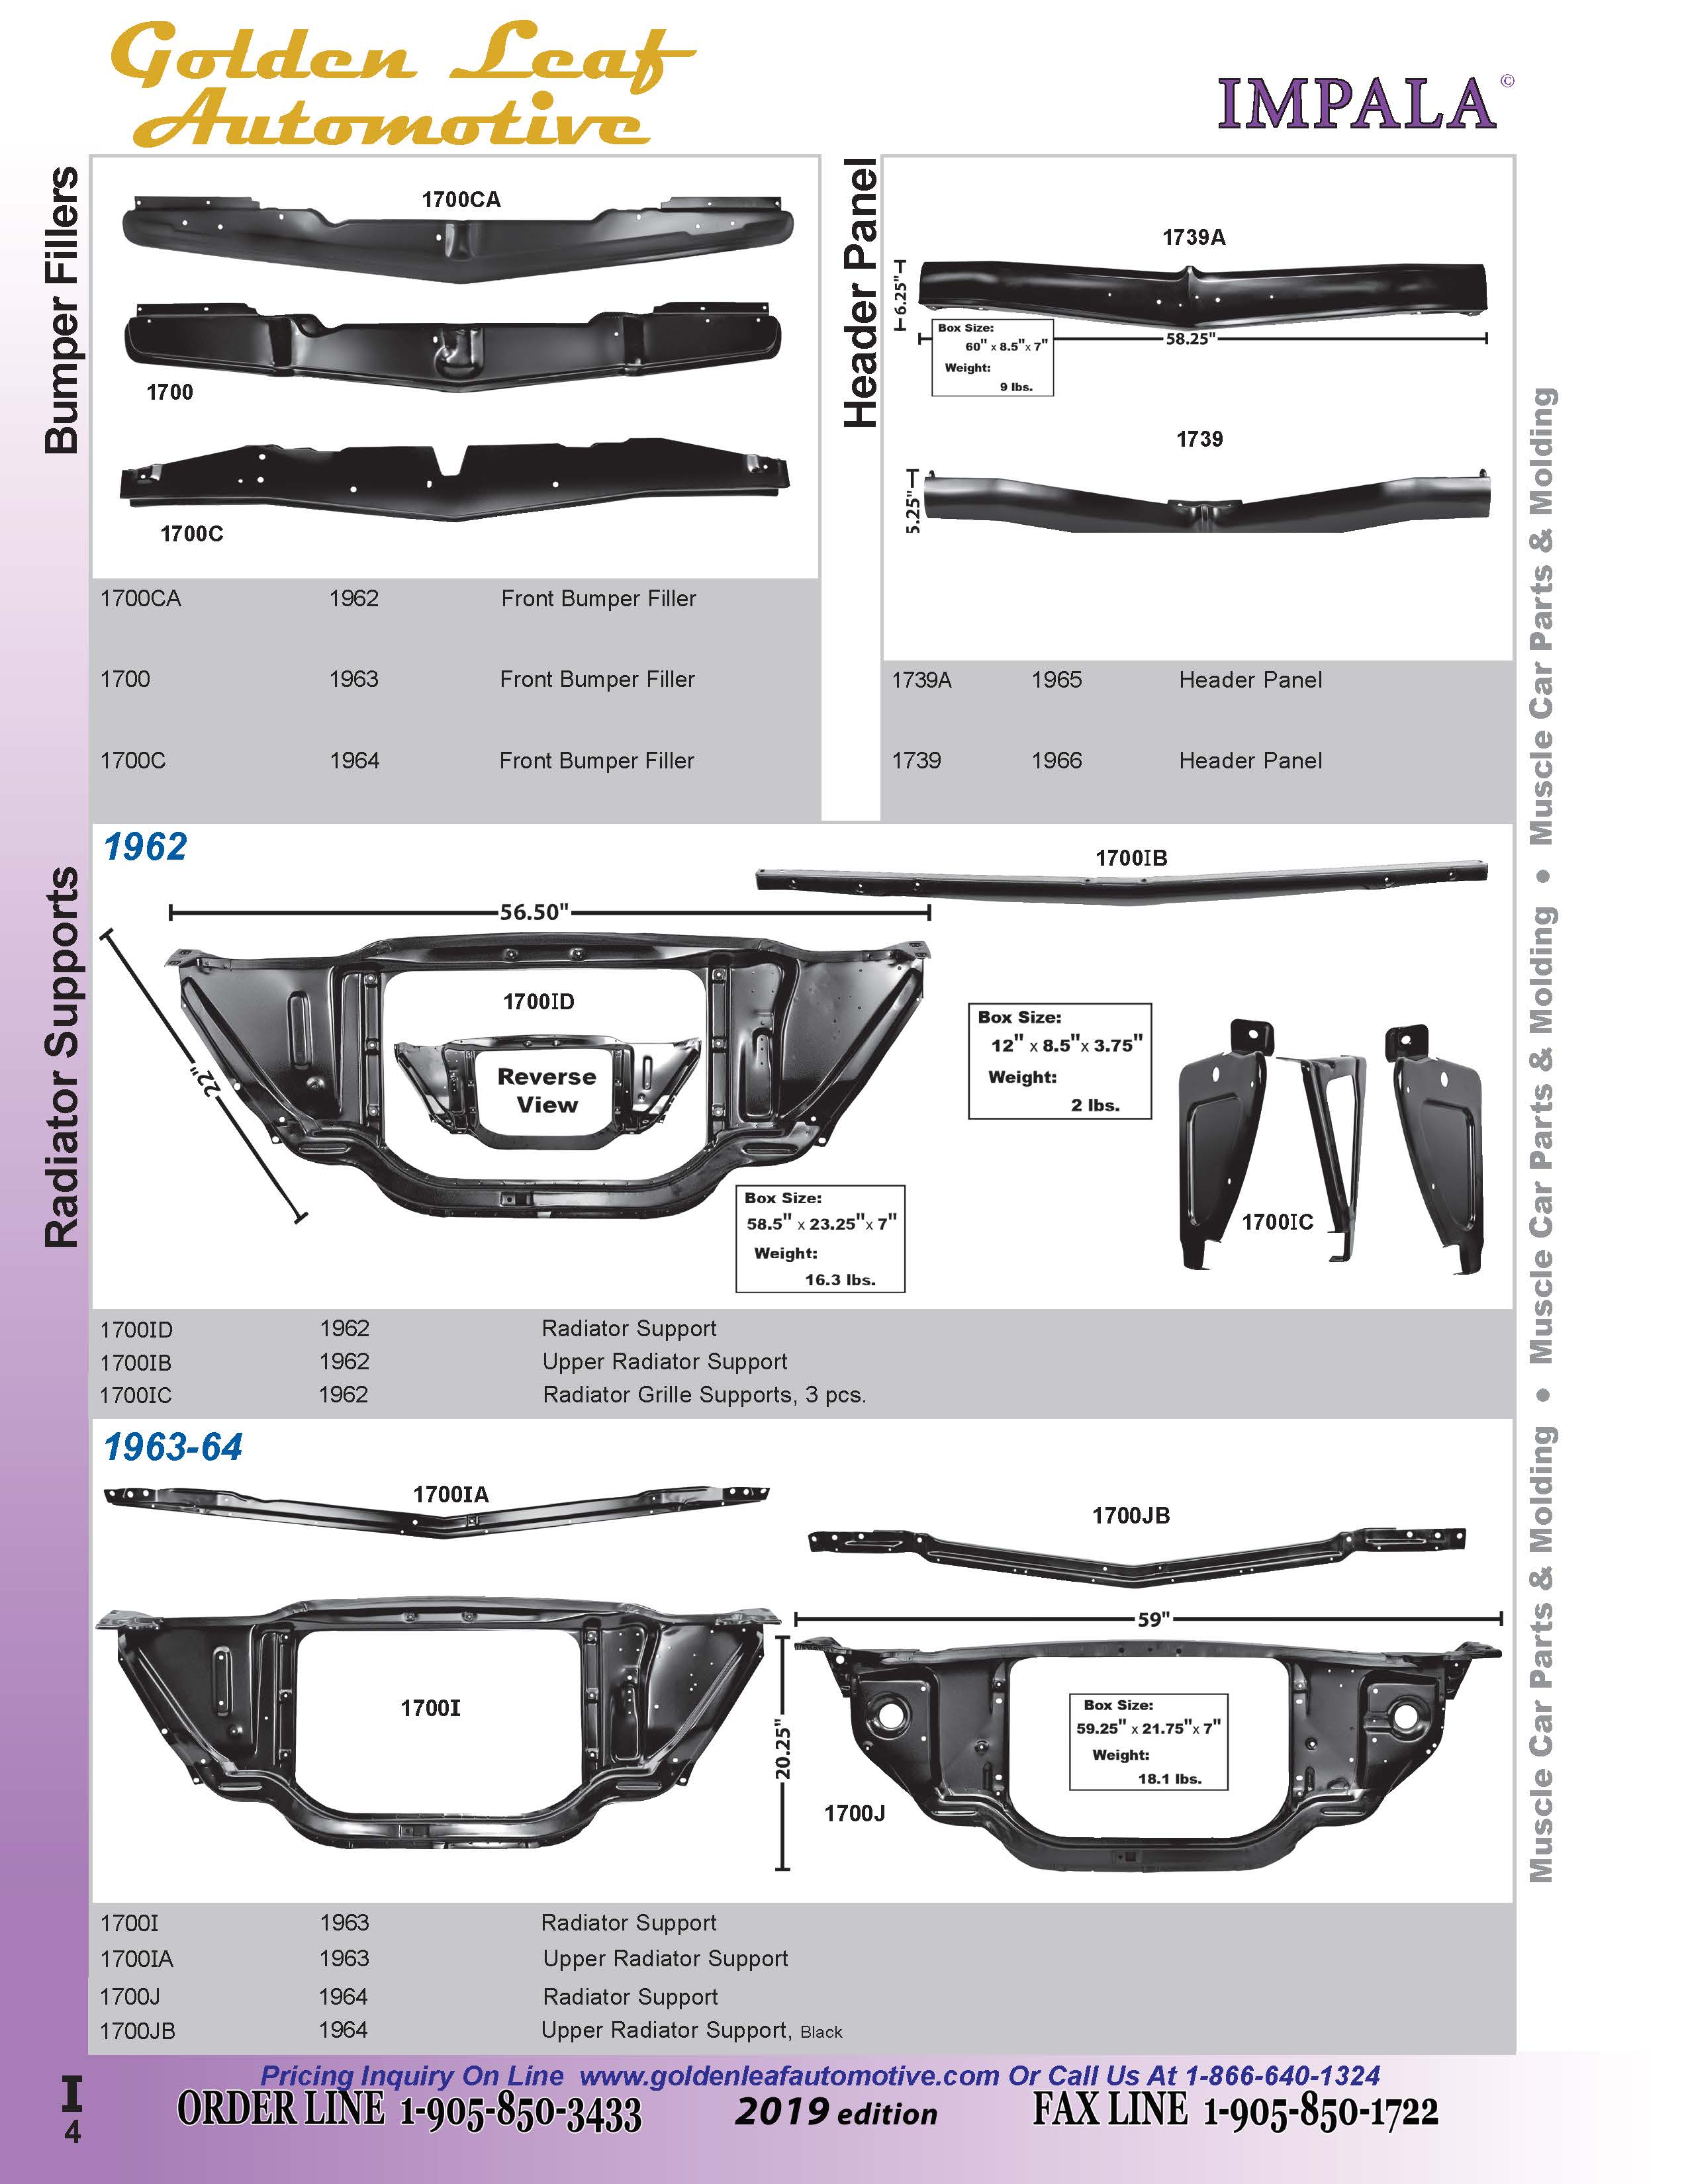 Golden Leaf
Automotive
IMPALA©
Bumper Fillers
1700CA
1700
1700C
1700CA 1962 Front Bumper Filler
1700 1963 Front Bumper Filler
1700C 1964 Front Bumper Filler
Header Panel
1739A
6.25"
Box Size:
60" x 8.5"x 7"
Weight:
9 lbs.
58.25"
1739
5.25"
1739A 1965 Header Panel
1739 1966 Header Panel
Radiator Supports
1962
1700IB
56.50"
22"
1700ID
Reverse
View
Box Size:
58.5" x 23.25"x 7"
Weight:
16.3 lbs.
Box Size:
12" x 8.5"x 3.75"
Weight:
2 lbs.
1700IC
1700ID 1962 Radiator Support
1700IB 1962 Upper Radiator Support
1700IC 1962 Radiator Grille Supports, 3 pcs.
1963-64
1700IA
1700JB
1700I
59"
20.25"
Box Size:
59.25" x 21.75"x 7"
Weight:
18.1 lbs.
1700J
1700I 1963 Radiator Support
1700IA 1963 Upper Radiator Support
1700J 1964 Radiator Support
1700JB 1964 Upper Radiator Support, Black
Muscle Car Parts & Molding • Muscle Car Parts & Molding • Muscle Car Parts & Molding
Pricing Inquiry On Line www.goldenleafautomotive.com Or Call Us At 1-866-640-1324
ORDER LINE 1-905-850-3433 2019 edition FAX LINE 1-905-850-1722
I
4